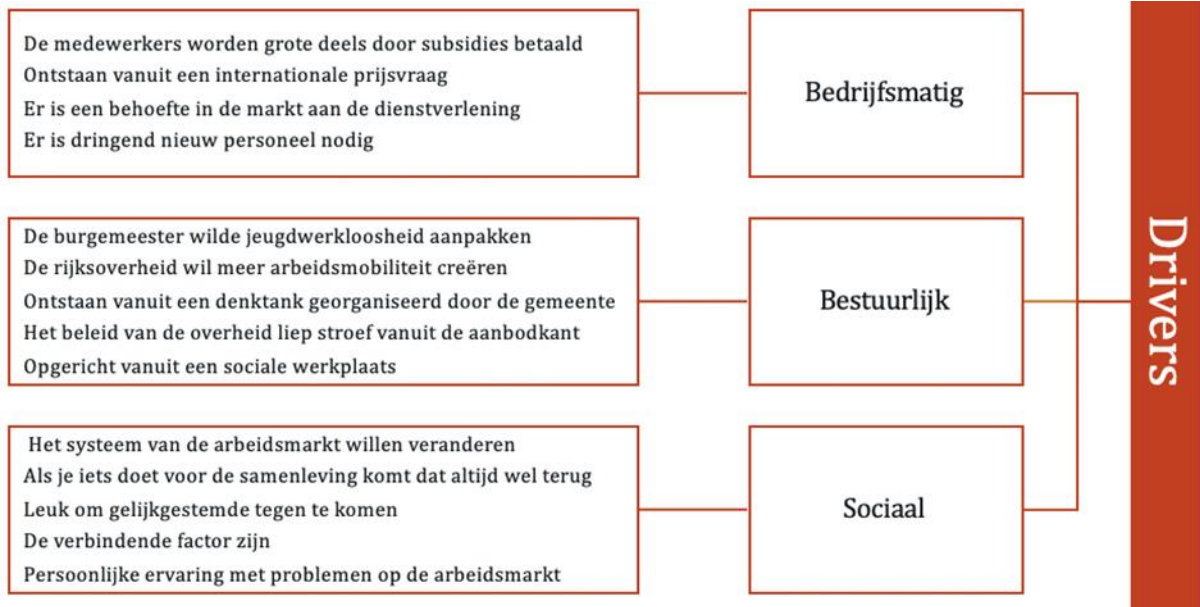 De medewerkers worden grote deels door subsidies betaald
Ontstaan vanuit een internationale prijsvraag
Er is een behoefte in de markt aan de dienstverlening
Er is dringend nieuw personeel nodig
Bedrijfsmatig
De burgemeester wilde jeugdwerkloosheid aanpakken
De rijksoverheid wil meer arbeidsmobiliteit creëren
Ontstaan vanuit een denktank georganiseerd door de gemeente
Het beleid van de overheid liep stroef vanuit de aanbodkant
Opgericht vanuit een sociale werkplaats
Bestuurlijk
Het systeem van de arbeidsmarkt willen veranderen
Als je iets doet voor de samenleving komt dat altijd wel terug
Leuk om gelijkgestemde tegen te komen
De verbindende factor zijn
Persoonlijke ervaring met problemen op de arbeidsmarkt
Sociaal
Drivers